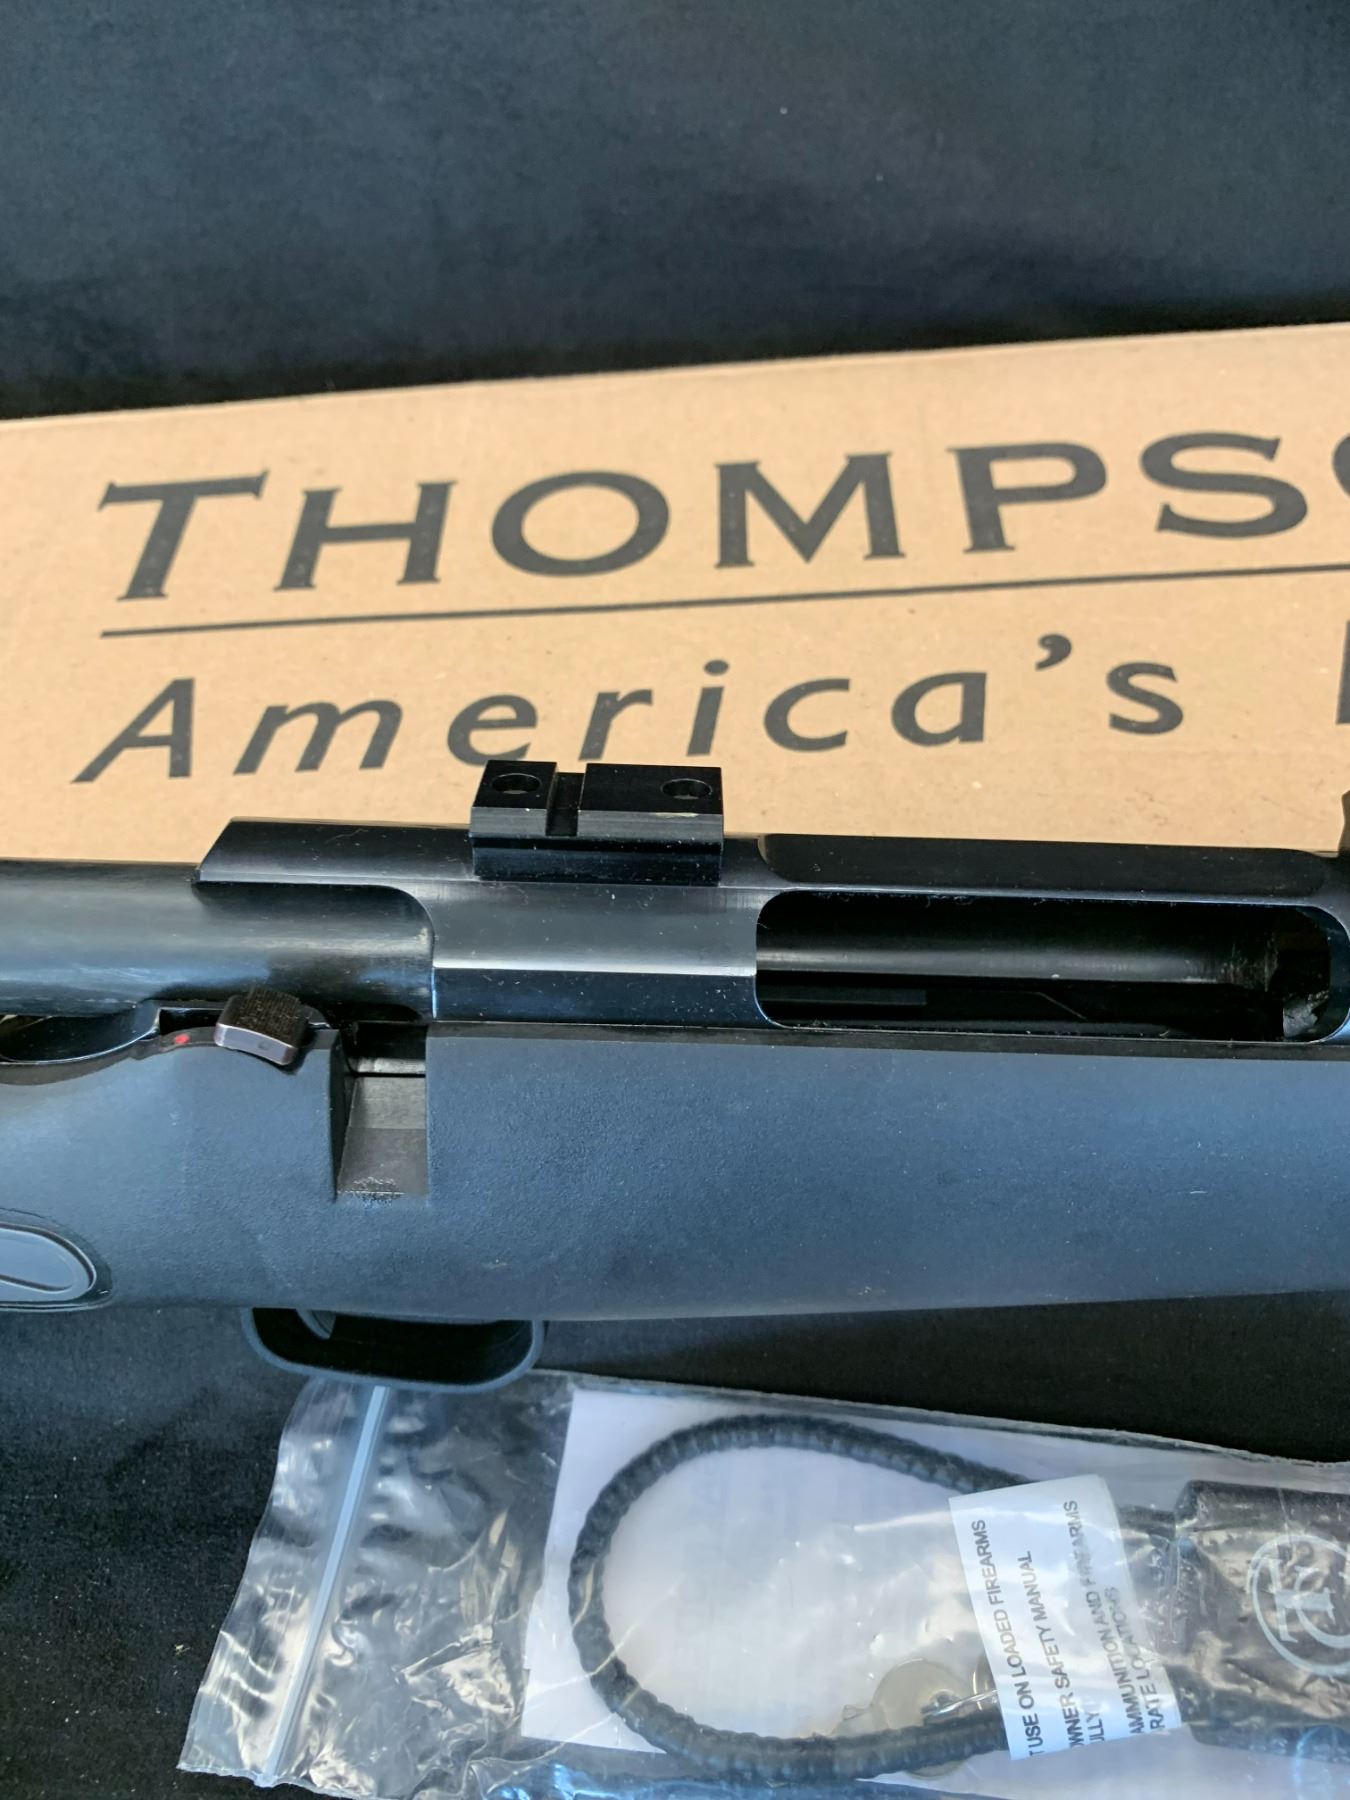 THOMPS
America's
T USE ON LOADED FIREARMS
OWNER SAFETY MANUAL
ULLY
AMMUNITION AND FIREARMS
RATE LOCATIONS